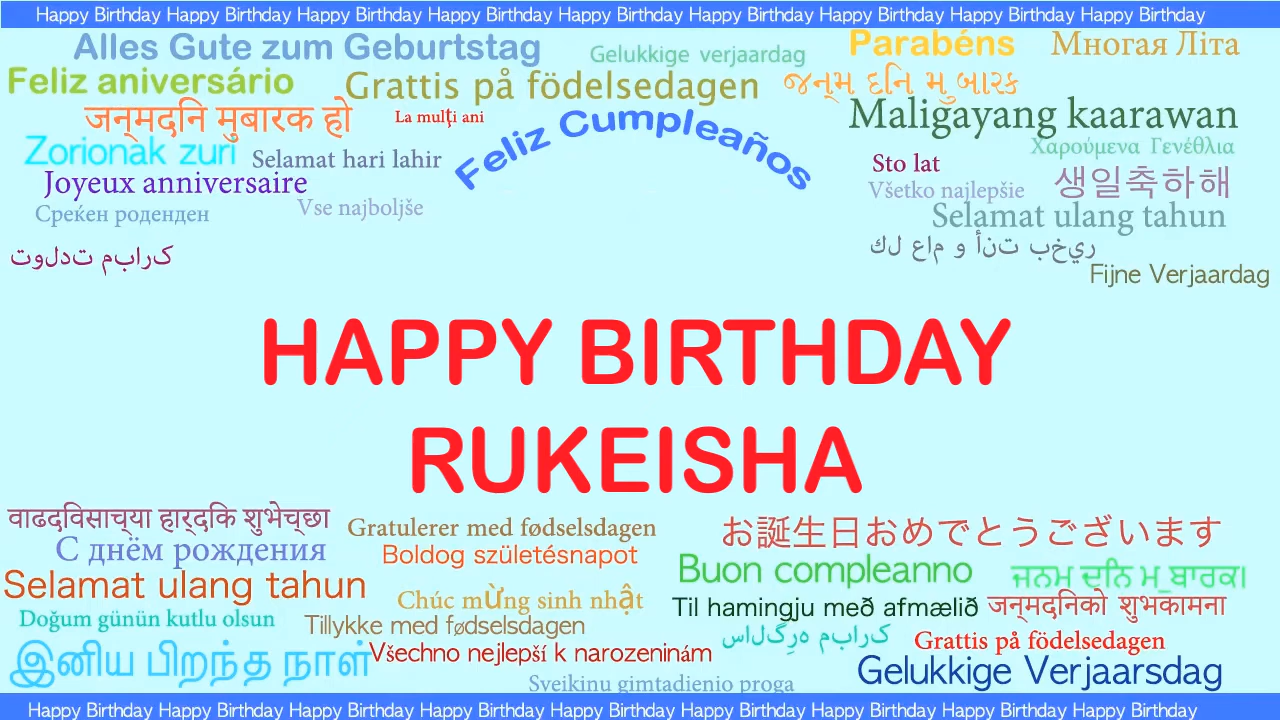 Happy Birthday Happy Birthday Happy Birthday Happy Birthday Happy Birthday Happy Birthday Happy Birthday Happy Birthday Happy Birthday
Alles Gute zum Geburtstag
Gelukkige verjaardag
Parabéns
Многая Літа
Feliz aniversário
Grattis på födelsedagen
જન્મ દિન મુબારક
जन्मदिन मुबारक हो
La mulţi ani
Feliz Cumpleaños
Maligayang kaarawan
Zorionak zuri
Selamat hari lahir
Χαρούμενα Γενέθλια
Sto lat
Joyeux anniversaire
Všetko najlepšie
생일축하해
Среќен роденден
Vse najboljše
Selamat ulang tahun
تولدت مبارک
كل عام و أنت بخير
Fijne Verjaardag
HAPPY BIRTHDAY
RUKEISHA
वाढदिवसाच्या हार्दिक शुभेच्छा
Gratulerer med fødselsdagen
お誕生日おめでとうございます
С днём рождения
Boldog születésnapot
Buon compleanno
ਜਨਮ ਦਿਨ ਮੁਬਾਰਕ।
Selamat ulang tahun
Chúc mừng sinh nhật
Til hamingju með afmælið
जन्मदिनको शुभकामना
Doğum günün kutlu olsun
Tillykke med fødselsdagen
سالگرہ مبارک
Grattis på födelsedagen
இனிய பிறந்த நாள்
Všechno nejlepší k narozeninám
Gelukkige Verjaarsdag
Sveikinu gimtadienio proga
Happy Birthday Happy Birthday Happy Birthday Happy Birthday Happy Birthday Happy Birthday Happy Birthday Happy Birthday Happy Birthday